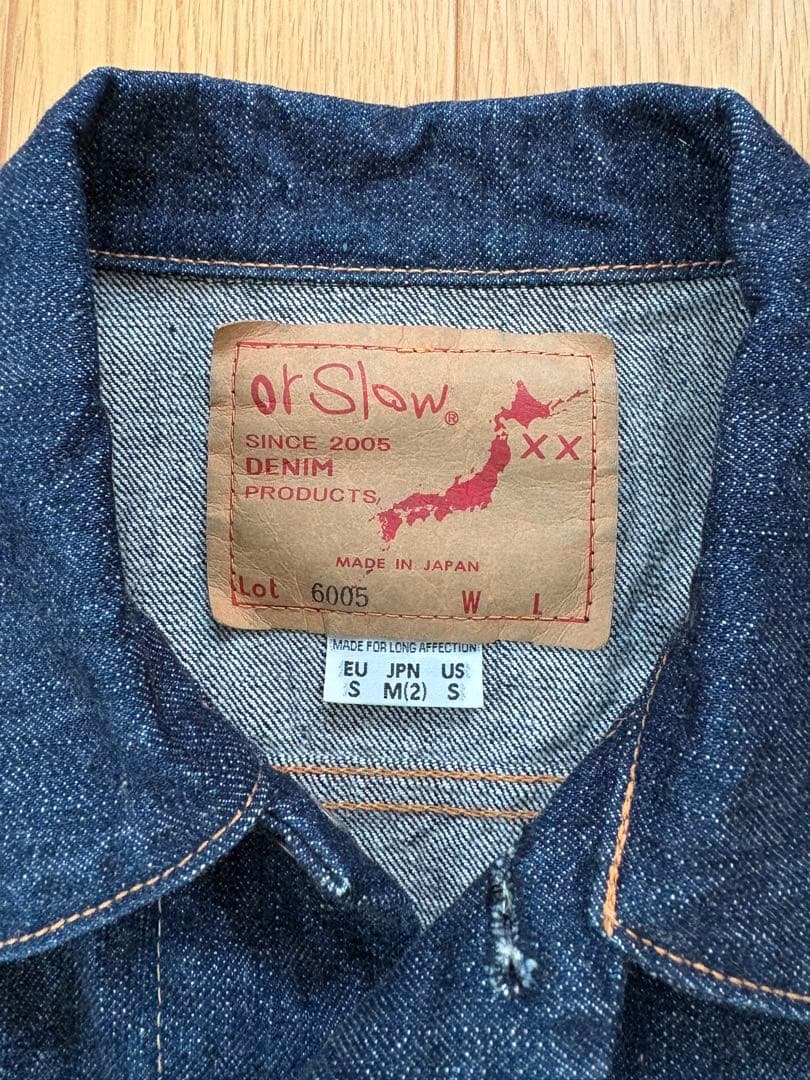 orSlow®
SINCE 2005
XX
DENIM
PRODUCTS,
MADE IN JAPAN
Lot 6005 W L
MADE FOR LONG AFFECTION
EU JPN US
S M(2) S